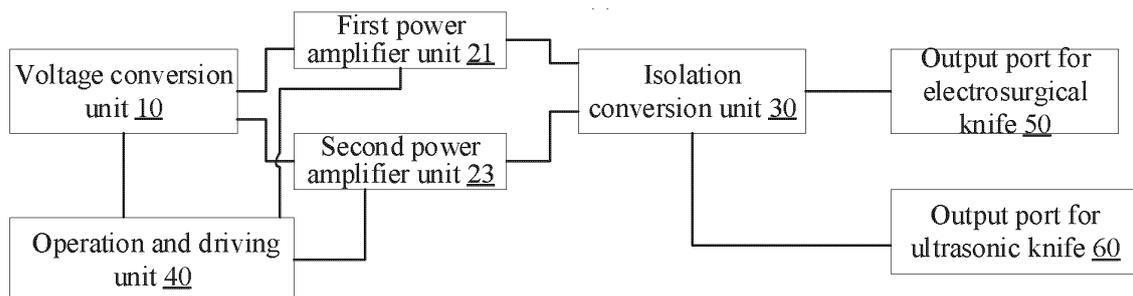 Voltage conversion
unit 10
First power
amplifier unit 21
Second power
amplifier unit 23
Operation and driving
unit 40
Isolation
conversion unit 30
Output port for
electrosurgical
knife 50
Output port for
ultrasonic knife 60